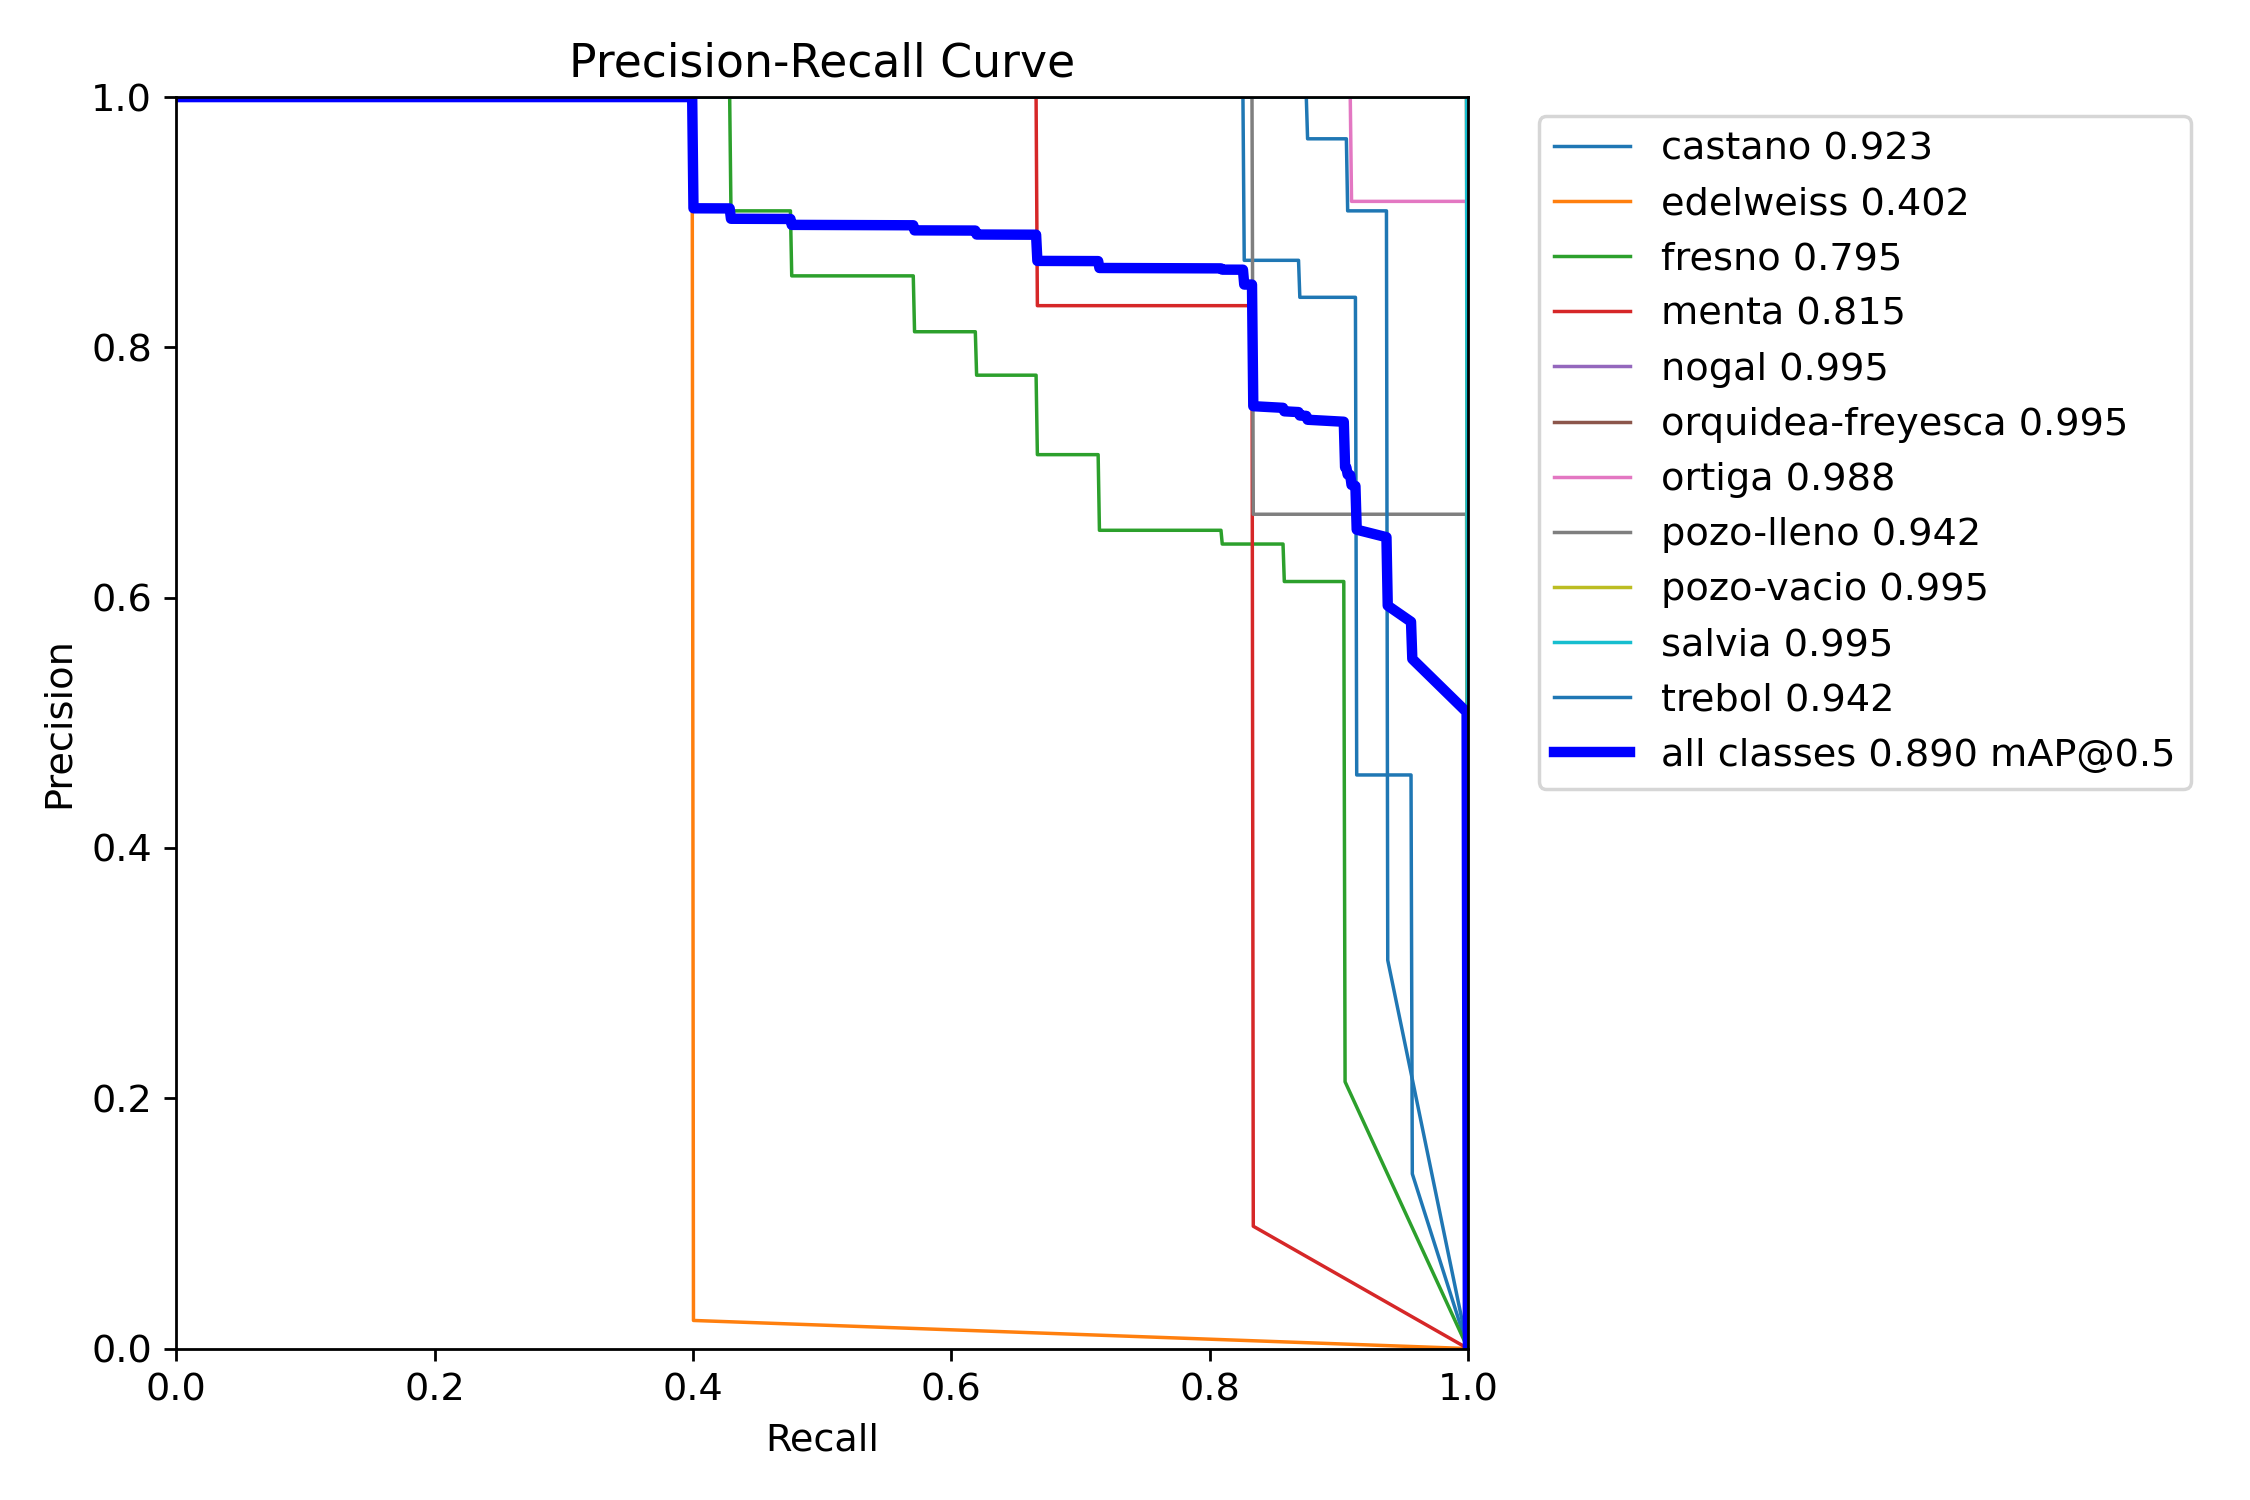 Precision-Recall Curve
1.0
0.8
0.6
0.4
0.2
0.0
Precision
0.0 0.2 0.4 0.6 0.8 1.0
Recall
castano 0.923
edelweiss 0.402
fresno 0.795
menta 0.815
nogal 0.995
orquidea-freyesca 0.995
ortiga 0.988
pozo-lleno 0.942
pozo-vacio 0.995
salvia 0.995
trebol 0.942
all classes 0.890 mAP@0.5